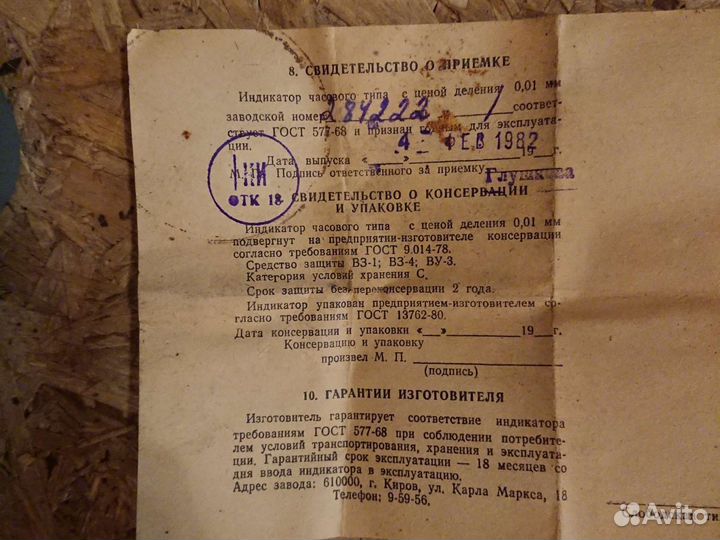 8. СВИДЕТЕЛЬСТВО О ПРИЕМКЕ
Индикатор часового типа с ценой деления 0,01 мм
заводской номер 284222 соответ-
ствует ГОСТ 577-68 и признан годным для эксплуата-
ции.
4 ФЕВ 1982
Дата выпуска «__» 19__г.
М. П. Подпись ответственного за приемку Глушкова
КИ
ОТК 18
СВИДЕТЕЛЬСТВО О КОНСЕРВАЦИИ
И УПАКОВКЕ
Индикатор часового типа с ценой деления 0,01 мм
подвергнут на предприятии-изготовителе консервации
согласно требованиям ГОСТ 9.014-78.
Средство защиты ВЗ-1; ВЗ-4; ВУ-3.
Категория условий хранения С.
Срок защиты без переконсервации 2 года.
Индикатор упакован предприятием-изготовителем со-
гласно требованиям ГОСТ 13762-80.
Дата консервации и упаковки «__» 19__г.
Консервацию и упаковку
произвел М. П.
(подпись)
10. ГАРАНТИИ ИЗГОТОВИТЕЛЯ
Изготовитель гарантирует соответствие индикатора
требованиям ГОСТ 577-68 при соблюдении потребите-
лем условий транспортирования, хранения и эксплуата-
ции. Гарантийный срок эксплуатации — 18 месяцев со
дня ввода индикатора в эксплуатацию.
Адрес завода: 610000, г. Киров, ул. Карла Маркса, 18
Телефон: 9-59-56.
Avito